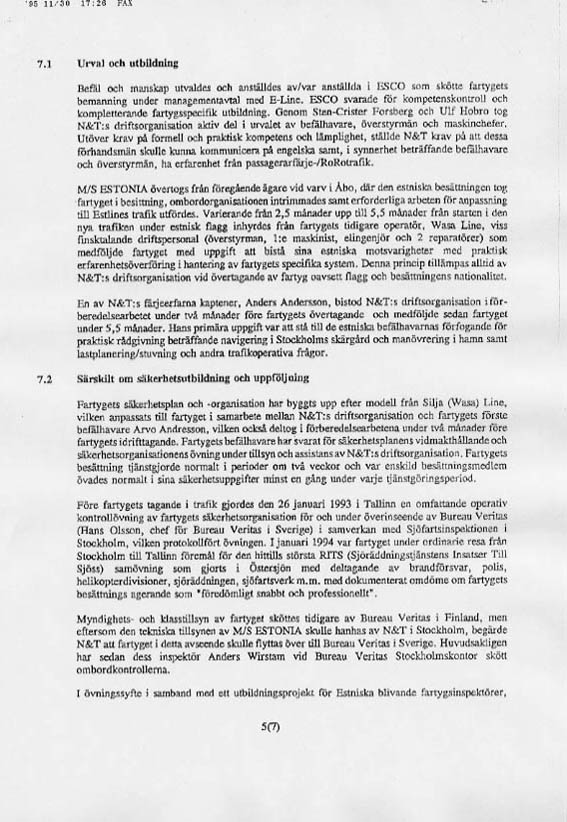 '95 11/30 17:26 FAX
7.1 Urval och utbildning
Befäl och manskap utvaldes och anställdes av/var anställda i ESCO som skötte fartygets
bemanning under managementavtal med E-Line. ESCO svarade för kompetenskontroll och
kompletterande fartygsspecifik utbildning. Genom Sten-Crister Forsberg och Ulf Hobro tog
N&T:s driftsorganisation aktiv del i urvalet av befälhavare, överstyrmän och maskinchefer.
Utöver krav på formell och praktisk kompetens och lämplighet, ställde N&T krav på att dessa
förhandsmän skulle kunna kommunicera på engelska samt, i synnerhet beträffande befälhavare
och överstyrmän, ha erfarenhet från passagerarfärje-/RoRotrafik.
M/S ESTONIA övertogs från föregående ägare vid varv i Åbo, där den estniska besättningen tog
fartyget i besittning, ombordorganisationen intrimmades samt erforderliga arbeten för anpassning
till Estlines trafik utfördes. Varierande från 2,5 månader upp till 5,5 månader från starten i den
nya trafiken under estnisk flagg inhyrdes från fartygets tidigare operatör, Wasa Line, viss
finsktalande driftspersonal (överstyrman, 1:e maskinist, elingenjör och 2 reparatörer) som
medföljde fartyget med uppgift att bistå sina estniska motsvarigheter med praktisk
erfarenhetsöverföring i hantering av fartygets specifika system. Denna princip tillämpas alltid av
N&T:s driftsorganisation vid övertagande av fartyg oavsett flagg och besättningens nationalitet.
En av N&T:s färjeerfarna kaptener, Anders Andersson, bistod N&T:s driftsorganisation i för-
beredelsearbetet under två månader före fartygets övertagande och medföljde sedan fartyget
under 5,5 månader. Hans primära uppgift var att stå till de estniska befälhavarnas förfogande för
praktisk rådgivning beträffande navigering i Stockholms skärgård och manövrering i hamn samt
lastplanering/stuvning och andra trafikoperativa frågor.
7.2 Särskilt om säkerhetsutbildning och uppföljning
Fartygets säkerhetsplan och -organisation har byggts upp efter modell från Silja (Wasa) Line,
vilken anpassats till fartyget i samarbete mellan N&T:s driftsorganisation och fartygets förste
befälhavare Arvo Andresson, vilken också deltog i förberedelsearbetena under två månader före
fartygets idrifttagande. Fartygets befälhavare har svarat för säkerhetsplanens vidmakthållande och
säkerhetsorganisationens övning under tillsyn och assistans av N&T:s driftsorganisation. Fartygets
besättning tjänstgjorde normalt i perioder om två veckor och var enskild besättningsmedlem
övades normalt i sina säkerhetsuppgifter minst en gång under varje tjänstgöringsperiod.
Före fartygets tagande i trafik gjordes den 26 januari 1993 i Tallinn en omfattande operativ
kontrollövning av fartygets säkerhetsorganisation för och under överinseende av Bureau Veritas
(Hans Olsson, chef för Bureau Veritas i Sverige) i samverkan med Sjöfartsinspektionen i
Stockholm, vilken protokollfört övningen. I januari 1994 var fartyget under ordinarie resa från
Stockholm till Tallinn föremål för den hittills största RITS (Sjöräddningstjänstens Insatser Till
Sjöss) samövning som gjorts i Östersjön med deltagande av brandförsvar, polis,
helikopterdivisioner, sjöräddningen, sjöfartsverk m.m. med dokumenterat omdöme om fartygets
besättnings agerande som "föredömligt snabbt och professionellt".
Myndighets- och klasstillsyn av fartyget sköttes tidigare av Bureau Veritas i Finland, men
eftersom den tekniska tillsynen av M/S ESTONIA skulle hanhas av N&T i Stockholm, begärde
N&T att fartyget i detta avseende skulle flyttas över till Bureau Veritas i Sverige. Huvudsakligen
har sedan dess inspektör Anders Wirstam vid Bureau Veritas Stockholmskontor skött
ombordkontrollerna.
I övningssyfte i samband med ett utbildningsprojekt för Estniska blivande fartygsinspektörer,
5(7)